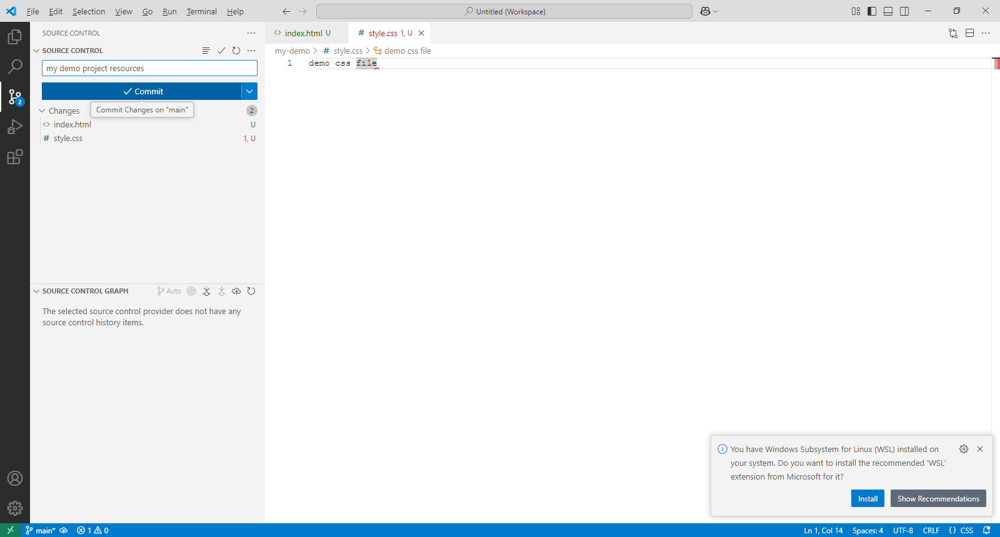 File Edit Selection View Go Run Terminal Help
Untitled (Workspace)
SOURCE CONTROL
SOURCE CONTROL
my demo project resources
Commit
Commit Changes on "main"
Changes 2
index.html U
style.css 1, U
2
SOURCE CONTROL GRAPH Auto
The selected source control provider does not have any
source control history items.
index.html U
style.css 1, U
my-demo > # style.css > demo css file
1 demo css file
You have Windows Subsystem for Linux (WSL) installed on
your system. Do you want to install the recommended 'WSL'
extension from Microsoft for it?
Install Show Recommendations
main* 1 0 Ln 1, Col 14 Spaces: 4 UTF-8 CRLF {} CSS